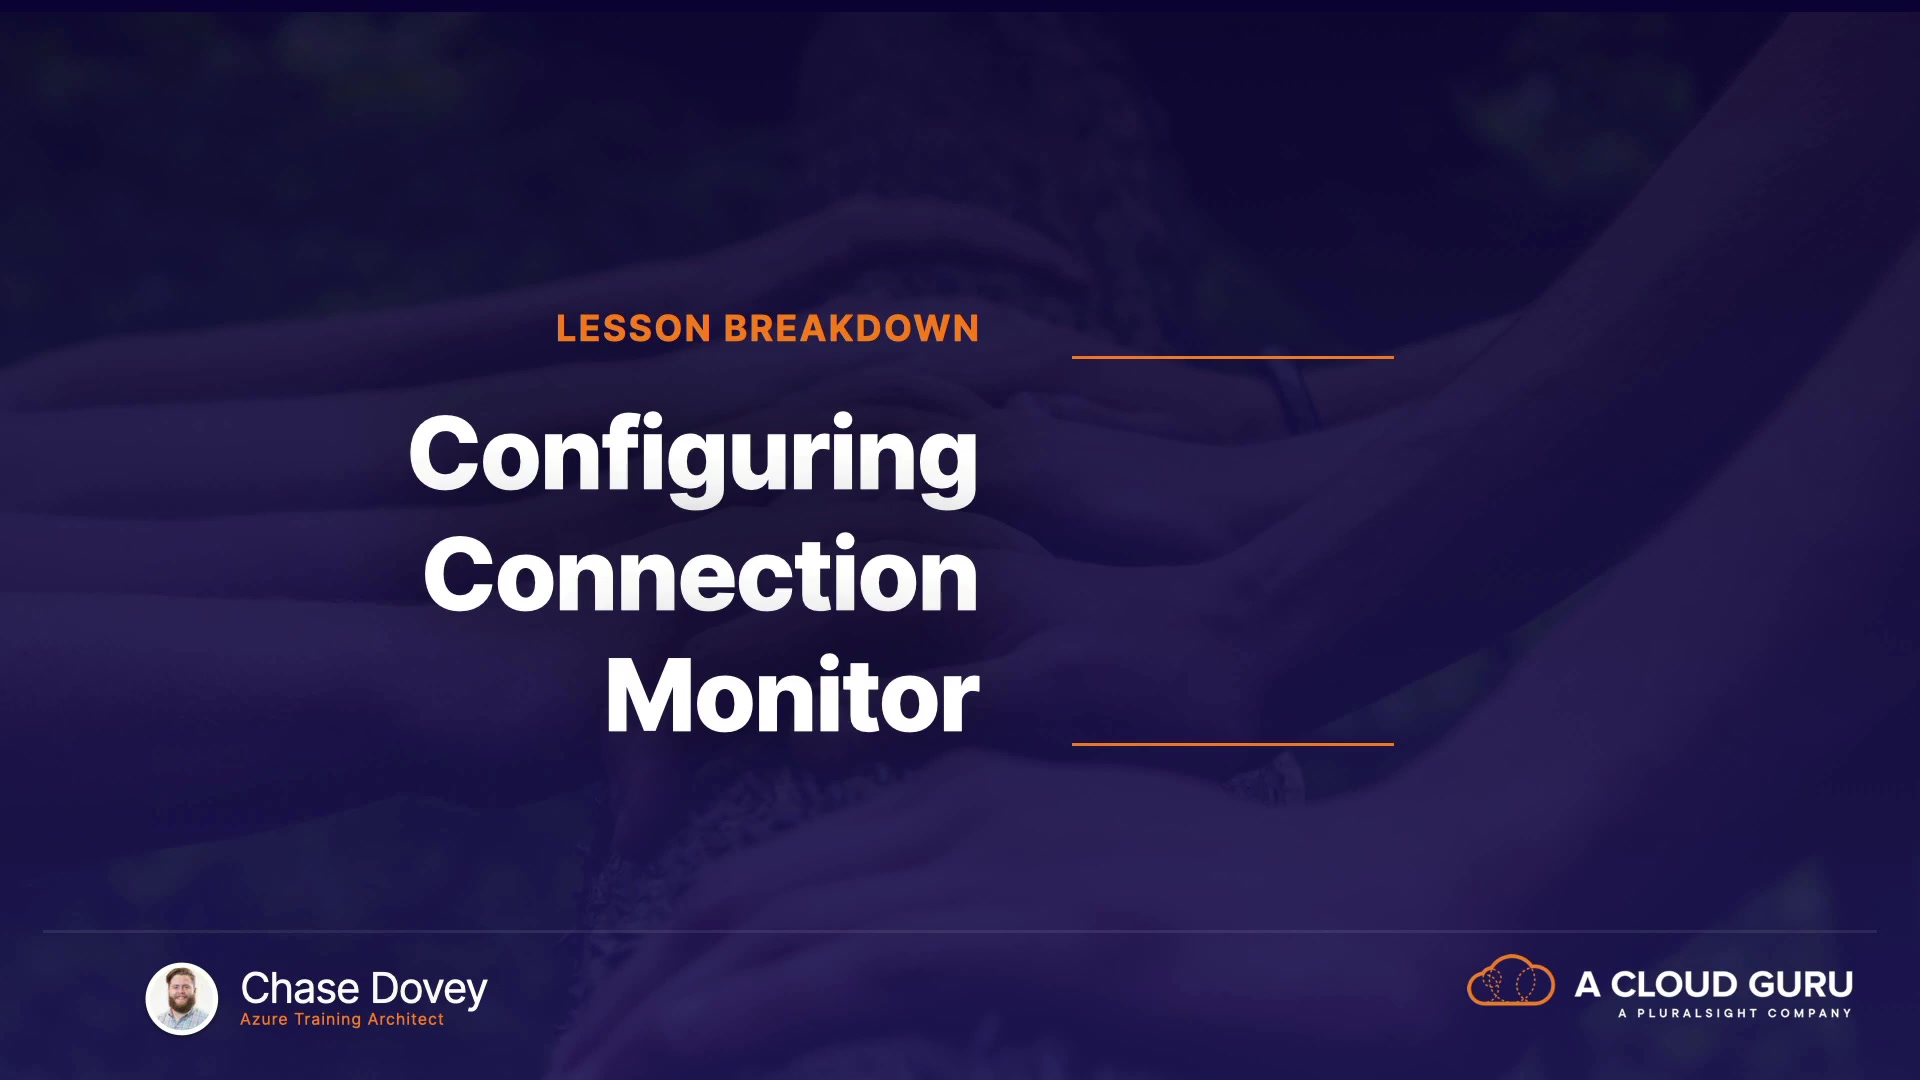 LESSON BREAKDOWN
Configuring
Connection
Monitor
Chase Dovey
Azure Training Architect
A CLOUD GURU
A PLURALSIGHT COMPANY